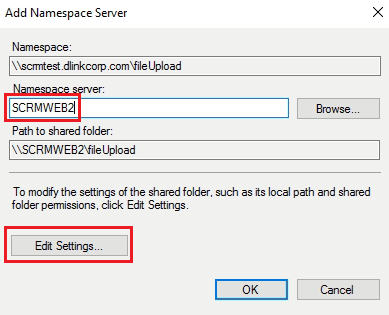 Add Namespace Server
Namespace:
\\scrmtest.dlinkcorp.com\fileUpload
Namespace server:
SCRMWEB2
Browse...
Path to shared folder:
\\SCRMWEB2\fileUpload
To modify the settings of the shared folder, such as its local path and shared
folder permissions, click Edit Settings.
Edit Settings...
OK
Cancel